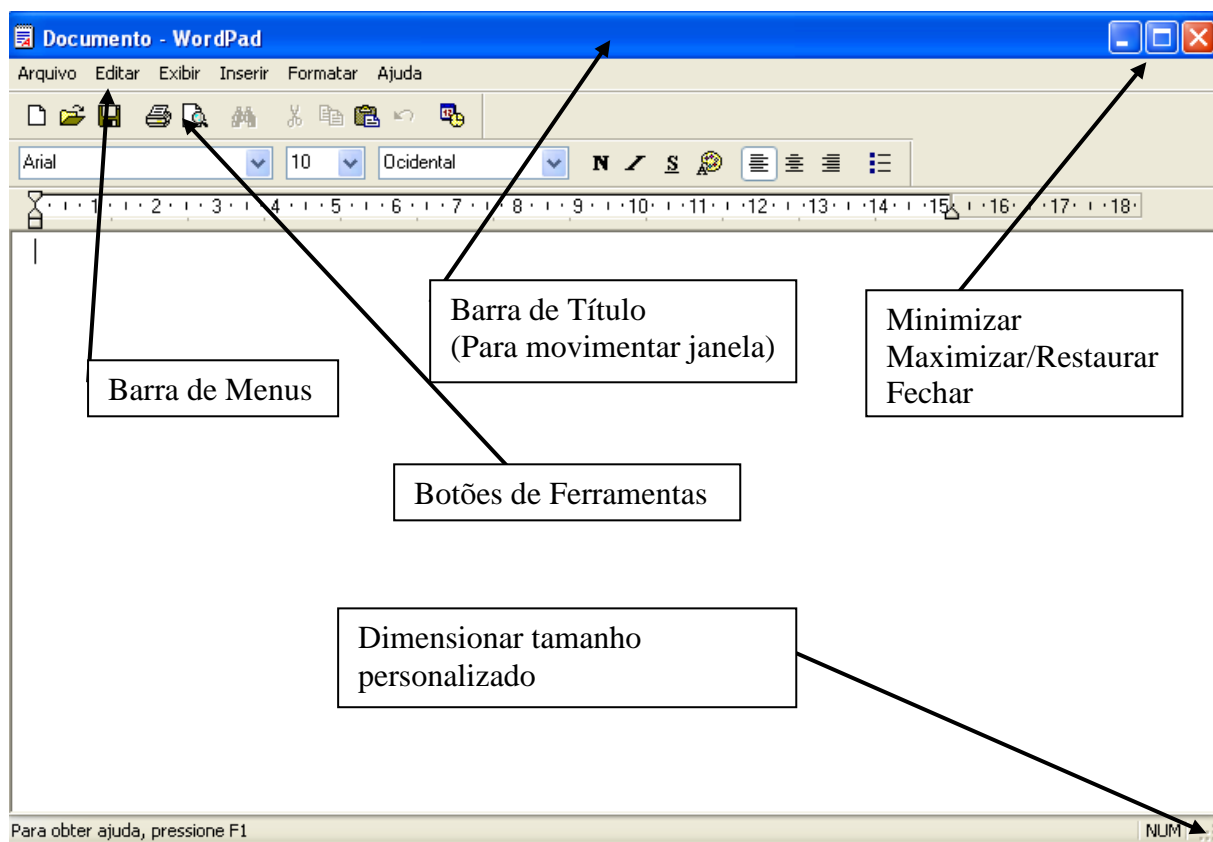 Documento - WordPad
Arquivo Editar Exibir Inserir Formatar Ajuda
Arial 10 Ocidental N S
1 2 3 4 5 6 7 8 9 10 11 12 13 14 15 16 17 18
Barra de Título
(Para movimentar janela)
Minimizar
Maximizar/Restaurar
Fechar
Barra de Menus
Botões de Ferramentas
Dimensionar tamanho
personalizado
Para obter ajuda, pressione F1 NUM